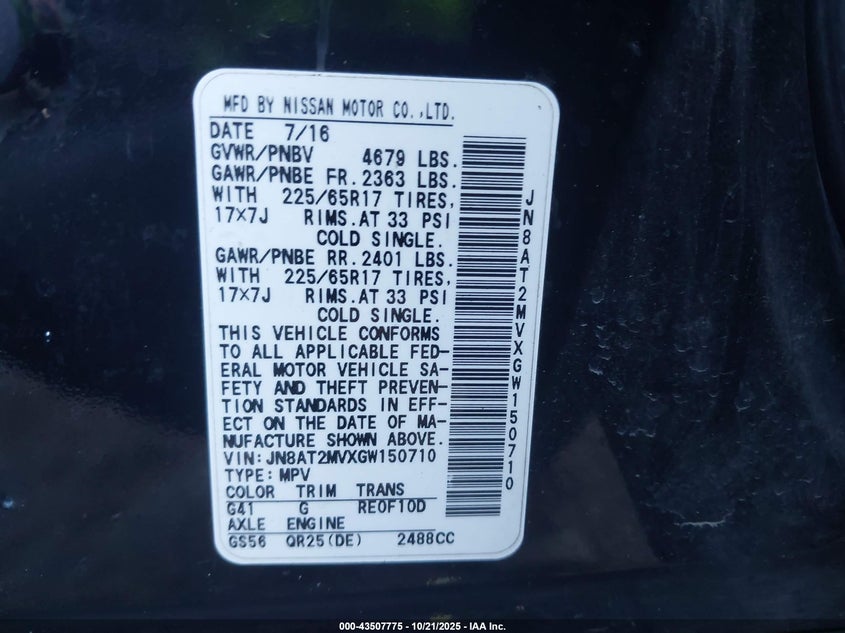 MFD BY NISSAN MOTOR CO.,LTD.
DATE 7/16
GVWR/PNBV 4679 LBS.
GAWR/PNBE FR.2363 LBS.
WITH 225/65R17 TIRES,
17×7J RIMS.AT 33 PSI
COLD SINGLE.
GAWR/PNBE RR.2401 LBS.
WITH 225/65R17 TIRES,
17×7J RIMS.AT 33 PSI
COLD SINGLE.
THIS VEHICLE CONFORMS
TO ALL APPLICABLE FED-
ERAL MOTOR VEHICLE SA-
FETY AND THEFT PREVEN-
TION STANDARDS IN EFF-
ECT ON THE DATE OF MA-
NUFACTURE SHOWN ABOVE.
VIN:JN8AT2MVXGW150710
TYPE:MPV
COLOR TRIM TRANS
G41 G RE0F10D
AXLE ENGINE
GS56 QR25(DE) 2488CC
JN8AT2MVXGW150710
000-43507775 - 10/21/2025 - IAA Inc.